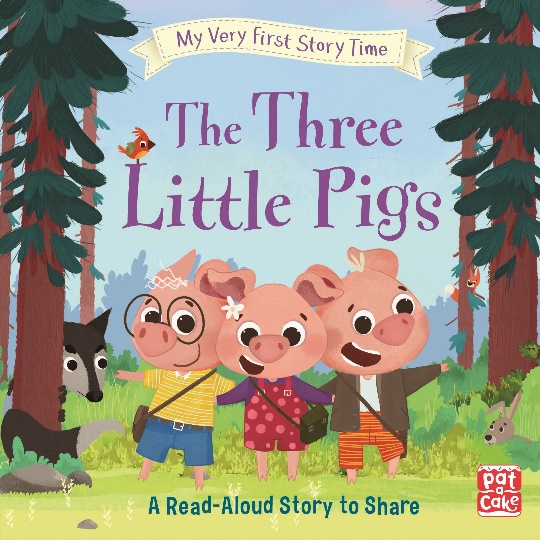 My Very First Story Time
The Three
Little Pigs
A Read-Aloud Story to Share
pat
a
cake